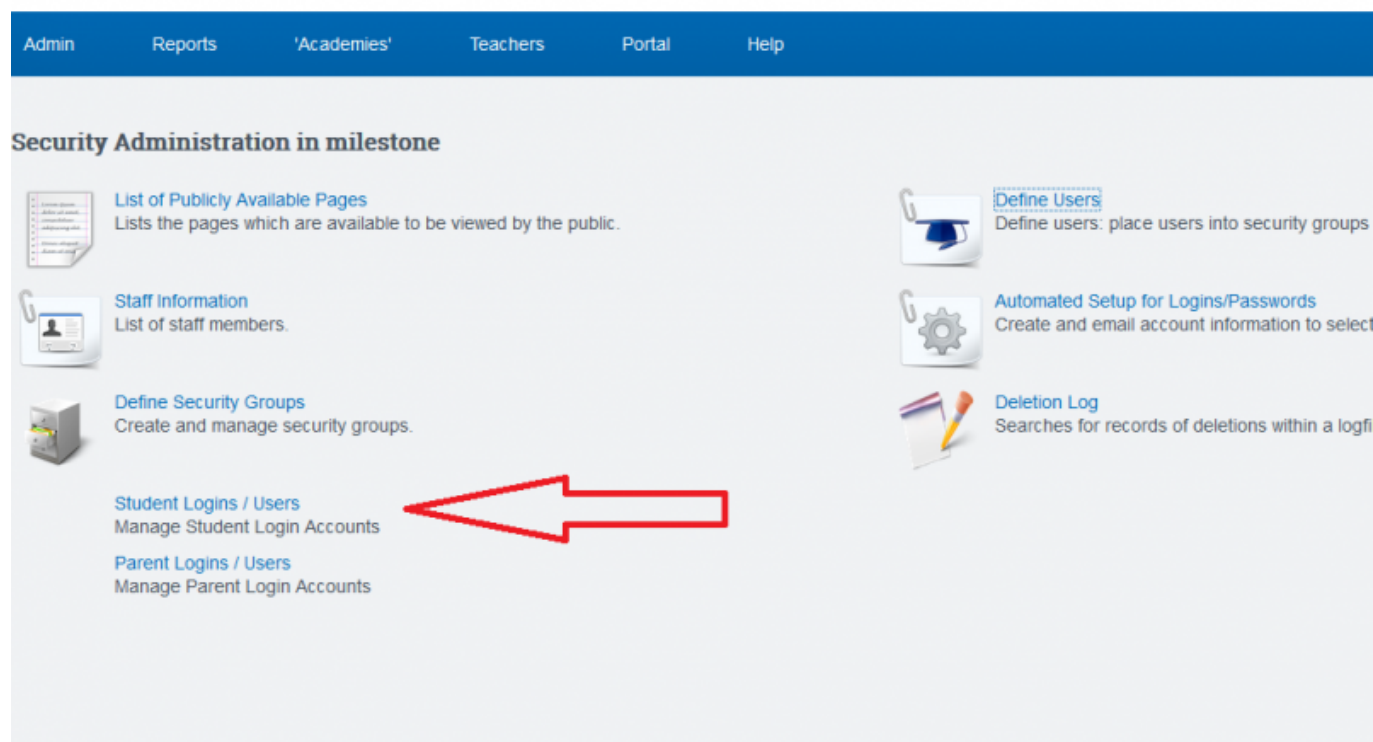 Admin Reports 'Academies' Teachers Portal Help
Security Administration in milestone
List of Publicly Available Pages
Lists the pages which are available to be viewed by the public.
Define Users
Define users: place users into security groups
Staff Information
List of staff members.
Automated Setup for Logins/Passwords
Create and email account information to select
Define Security Groups
Create and manage security groups.
Deletion Log
Searches for records of deletions within a logfi
Student Logins / Users
Manage Student Login Accounts
Parent Logins / Users
Manage Parent Login Accounts